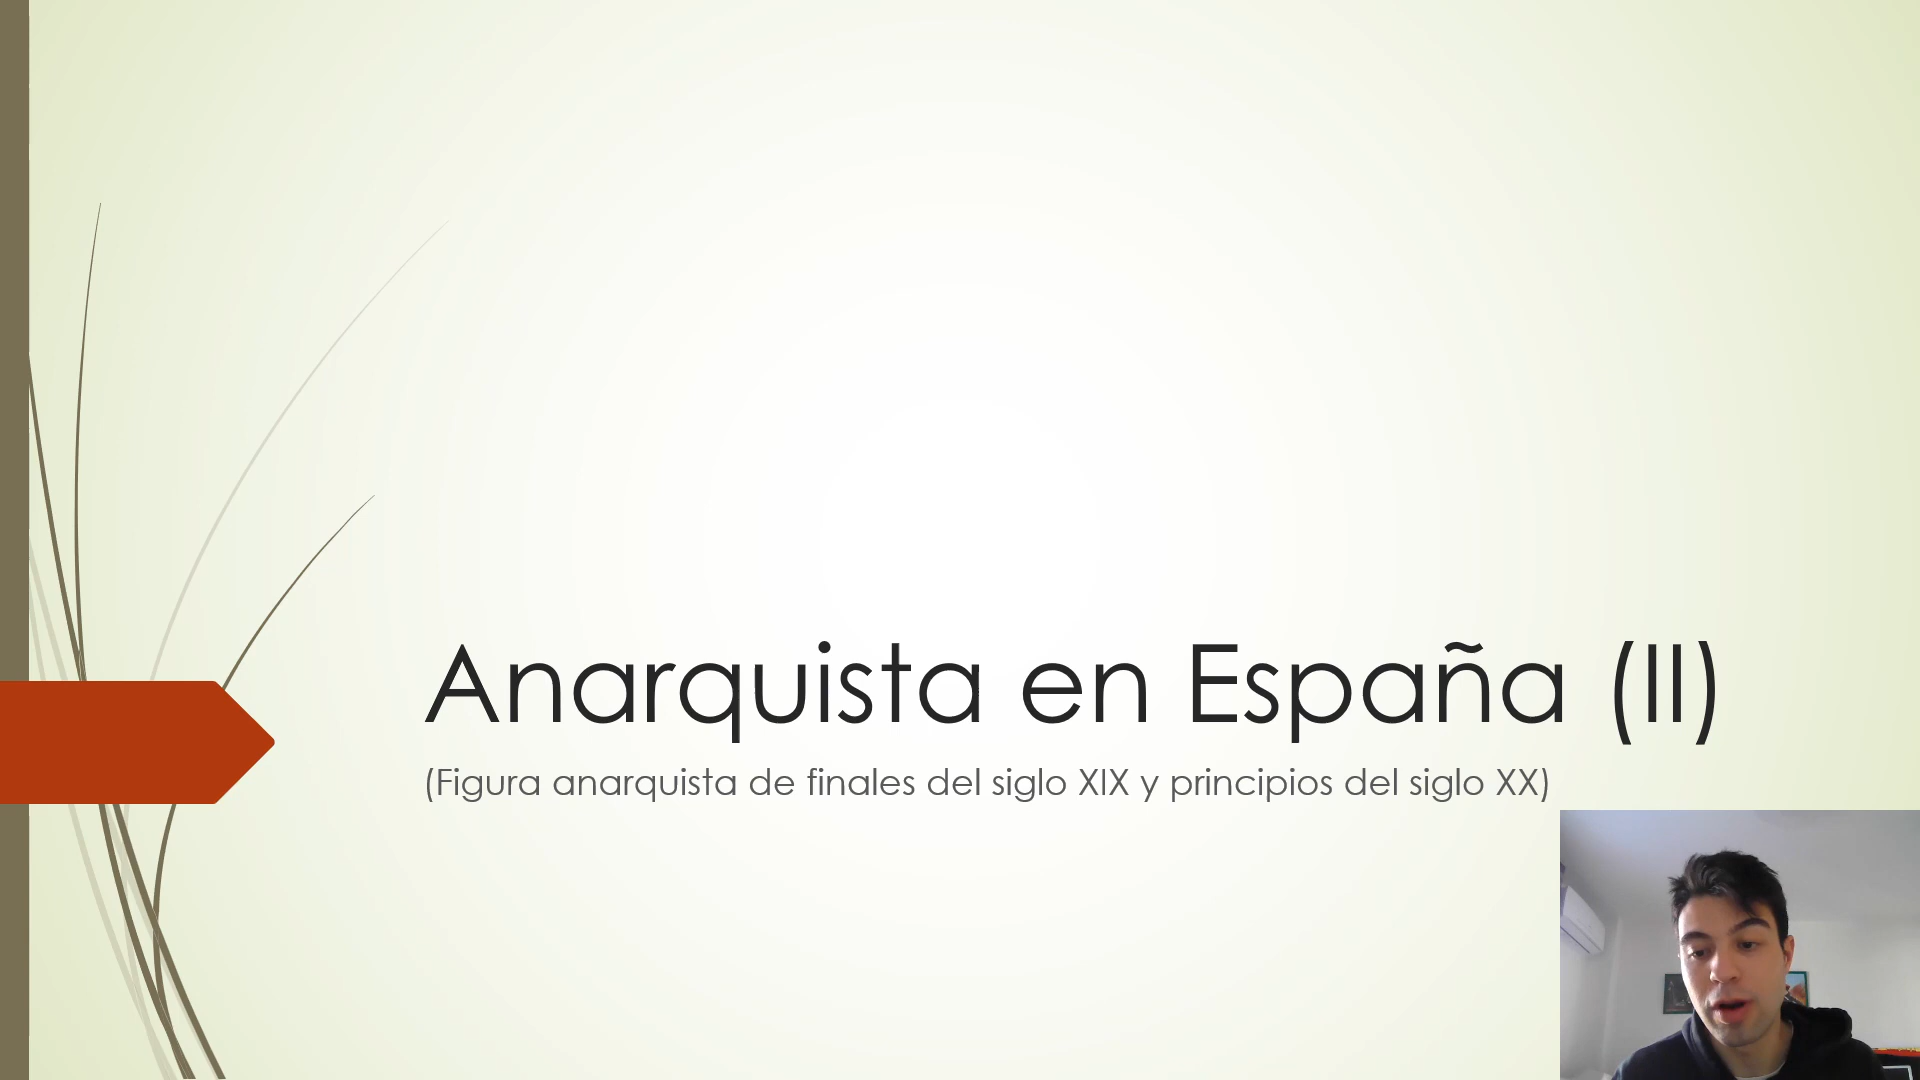 Anarquista en España (II)
(Figura anarquista de finales del siglo XIX y principios del siglo XX)